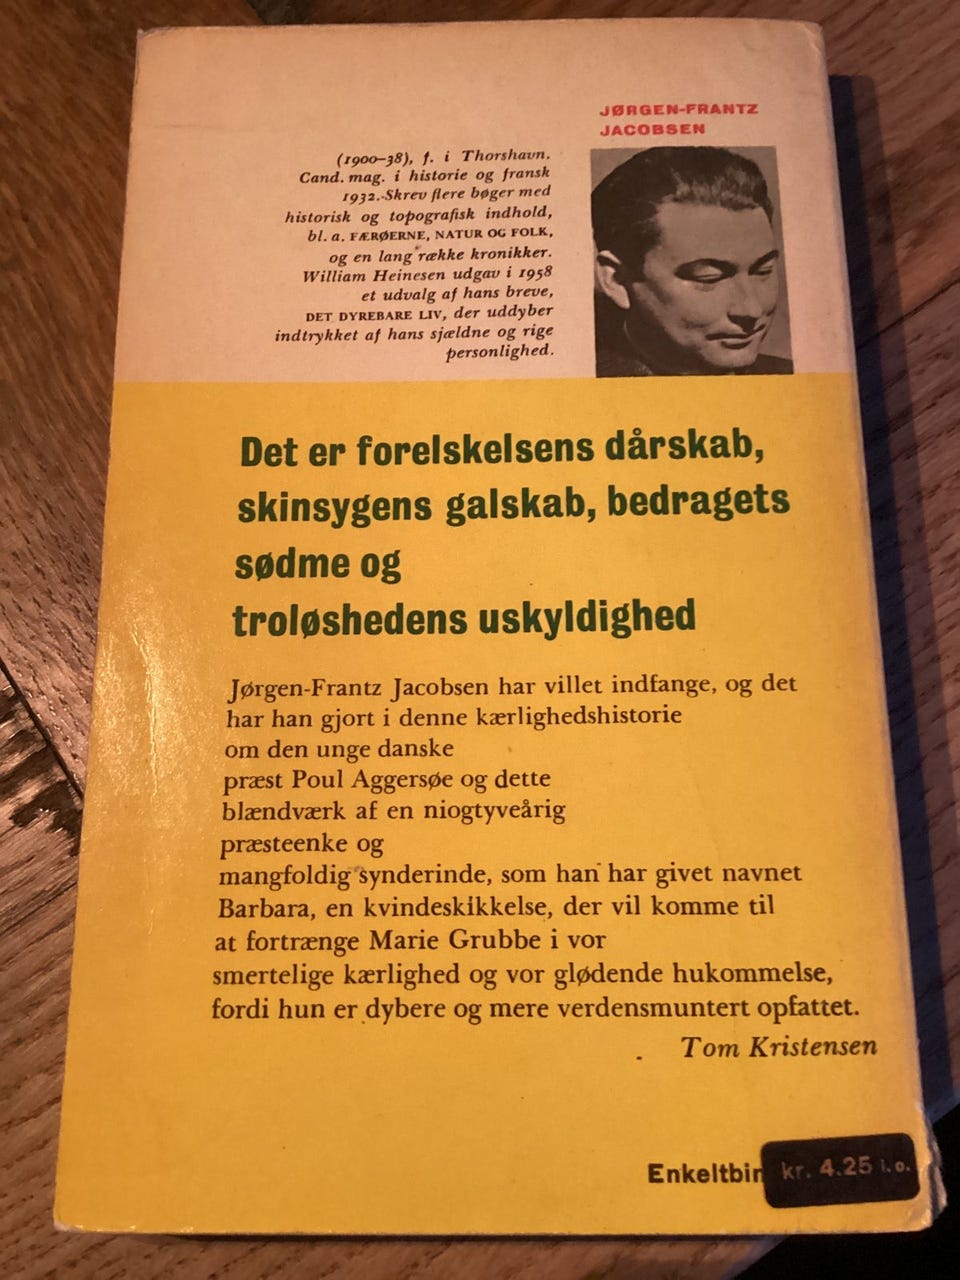 JØRGEN-FRANTZ
JACOBSEN
(1900–38), f. i Thorshavn.
Cand. mag. i historie og fransk
1932.-Skrev flere bøger med
historisk og topografisk indhold,
bl. a. FÆRØERNE, NATUR OG FOLK,
og en lang række kronikker.
William Heinesen udgav i 1958
et udvalg af hans breve,
DET DYREBARE LIV, der uddyber
indtrykket af hans sjældne og rige
personlighed.
Det er forelskelsens dårskab,
skinsygens galskab, bedragets
sødme og
troløshedens uskyldighed
Jørgen-Frantz Jacobsen har villet indfange, og det
har han gjort i denne kærlighedshistorie
om den unge danske
præst Poul Aggersøe og dette
blændværk af en niogtyveårig
præsteenke og
mangfoldig synderinde, som han har givet navnet
Barbara, en kvindeskikkelse, der vil komme til
at fortrænge Marie Grubbe i vor
smertelige kærlighed og vor glødende hukommelse,
fordi hun er dybere og mere verdensmuntert opfattet.
Tom Kristensen
Enkeltbin kr. 4.25 i.o.